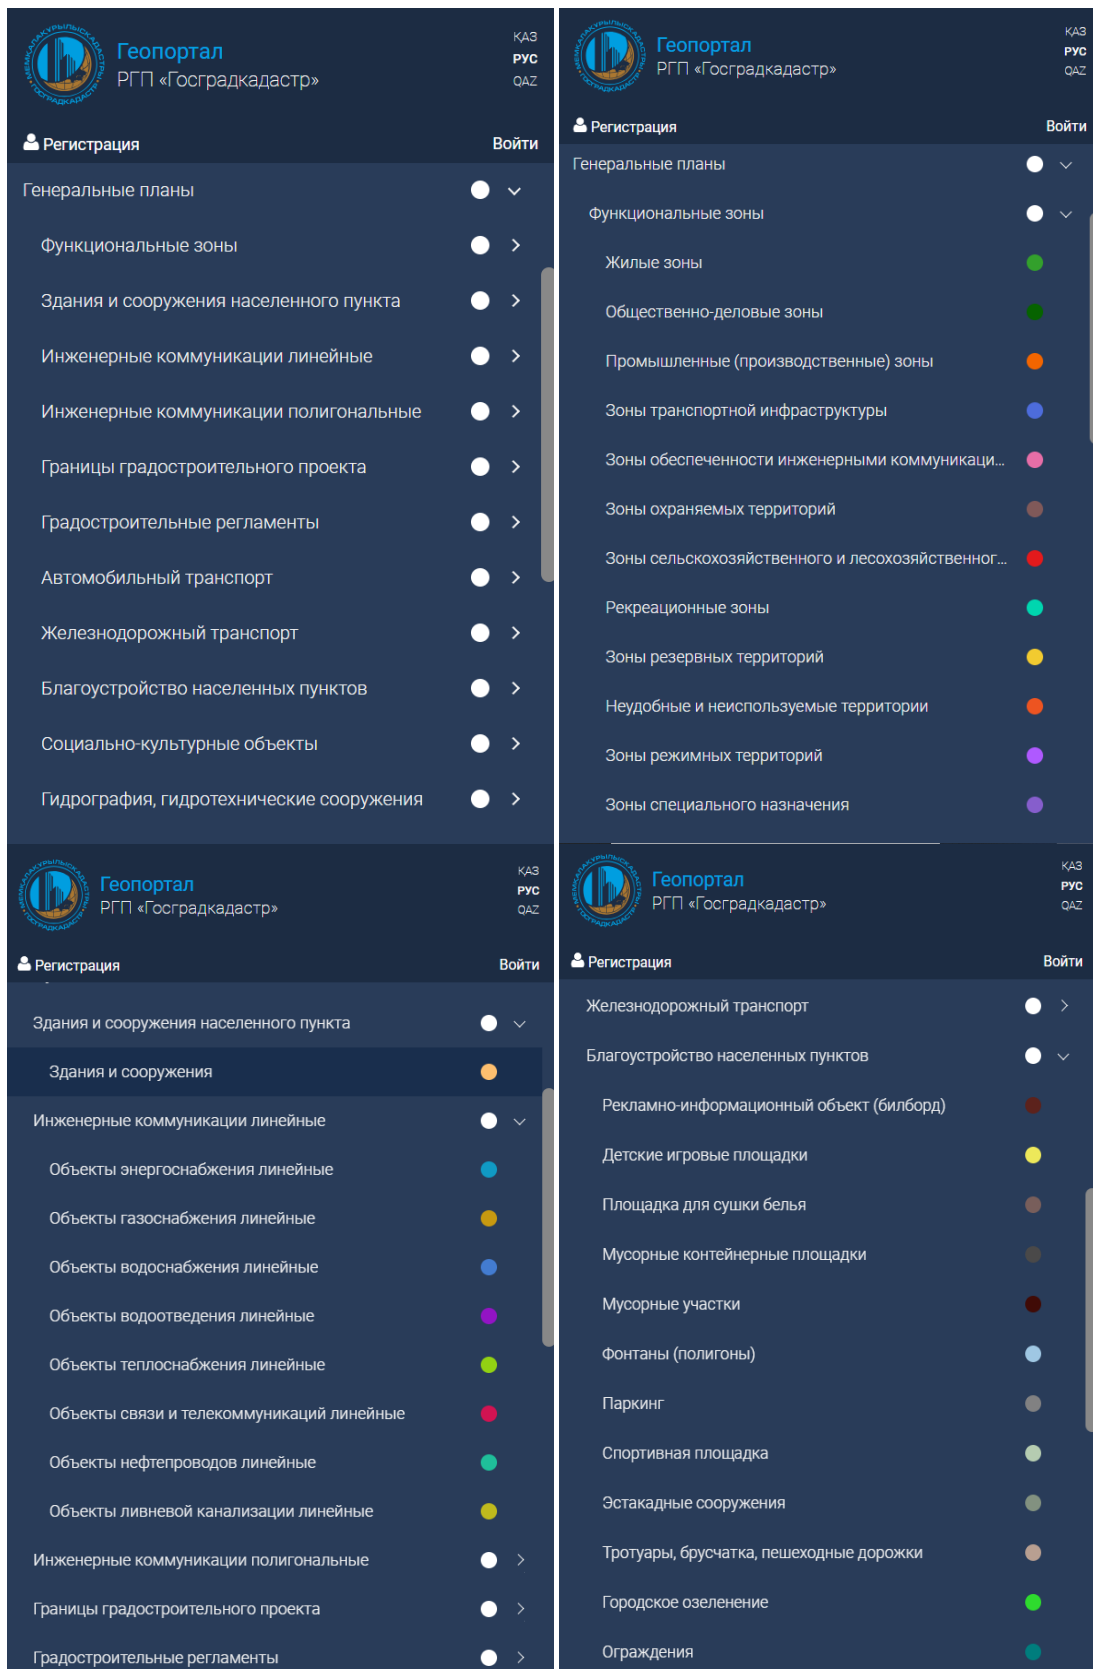 Геопортал
РГП «Госградкадастр»
ҚАЗ
РУС
QAZ
Регистрация
Войти
Генеральные планы
Функциональные зоны
Здания и сооружения населенного пункта
Инженерные коммуникации линейные
Инженерные коммуникации полигональные
Границы градостроительного проекта
Градостроительные регламенты
Автомобильный транспорт
Железнодорожный транспорт
Благоустройство населенных пунктов
Социально-культурные объекты
Гидрография, гидротехнические сооружения
Геопортал
РГП «Госградкадастр»
ҚАЗ
РУС
QAZ
Регистрация
Войти
Генеральные планы
Функциональные зоны
Жилые зоны
Общественно-деловые зоны
Промышленные (производственные) зоны
Зоны транспортной инфраструктуры
Зоны обеспеченности инженерными коммуникаци...
Зоны охраняемых территорий
Зоны сельскохозяйственного и лесохозяйственног...
Рекреационные зоны
Зоны резервных территорий
Неудобные и неиспользуемые территории
Зоны режимных территорий
Зоны специального назначения
Геопортал
РГП «Госградкадастр»
ҚАЗ
РУС
QAZ
Регистрация
Войти
Здания и сооружения населенного пункта
Здания и сооружения
Инженерные коммуникации линейные
Объекты энергоснабжения линейные
Объекты газоснабжения линейные
Объекты водоснабжения линейные
Объекты водоотведения линейные
Объекты теплоснабжения линейные
Объекты связи и телекоммуникаций линейные
Объекты нефтепроводов линейные
Объекты ливневой канализации линейные
Инженерные коммуникации полигональные
Границы градостроительного проекта
Градостроительные регламенты
Геопортал
РГП «Госградкадастр»
ҚАЗ
РУС
QAZ
Регистрация
Войти
Железнодорожный транспорт
Благоустройство населенных пунктов
Рекламно-информационный объект (билборд)
Детские игровые площадки
Площадка для сушки белья
Мусорные контейнерные площадки
Мусорные участки
Фонтаны (полигоны)
Паркинг
Спортивная площадка
Эстакадные сооружения
Тротуары, брусчатка, пешеходные дорожки
Городское озеленение
Ограждения